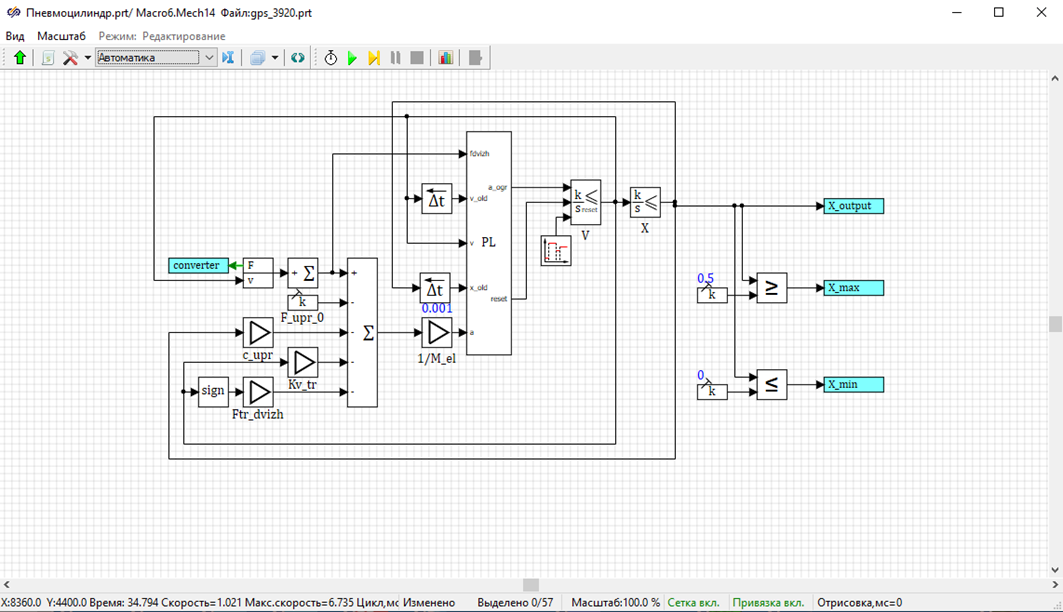 Пневмоцилиндр.prt/ Macro6.Mech14 Файл:gps_3920.prt
Вид Масштаб Режим: Редактирование
Автоматика
fdvizh
a_ogr
Δt
v_old
k
s
≤
reset
k
s
≤
X_output
V
X
v
PL
converter
F
v
+ Σ
+
Δt
x_old
reset
0.5
k
≥
X_max
k
-
F_upr_0
0.001
Σ
-
a
c_upr
1/M_el
-
Kv_tr
0
k
≤
X_min
sign
-
Ftr_dvizh
X:8360.0 Y:4400.0 Время: 34.794 Скорость=1.021 Макс.скорость=6.735 Цикл,мс Изменено Выделено 0/57 Масштаб:100.0 % Сетка вкл. Привязка вкл. Отрисовка,мс=0